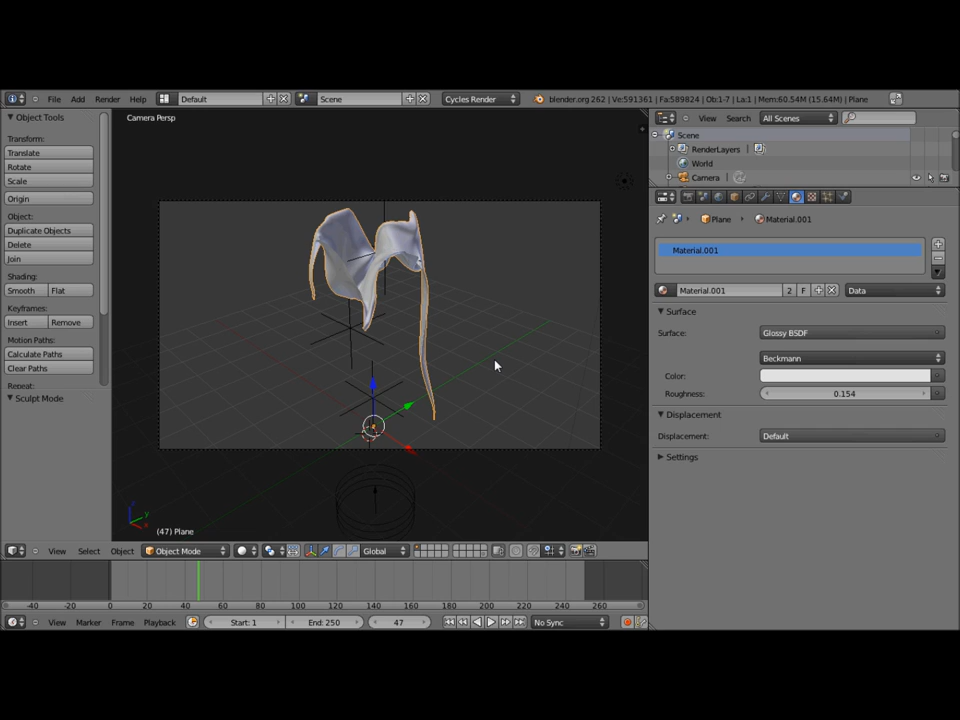 File Add Render Help Default Scene Cycles Render blender.org 262 | Ve:591361 | Fa:589824 | Ob:1-7 | La:1 | Mem:60.54M (15.64M) | Plane
Object Tools
Transform:
Translate
Rotate
Scale
Origin
Object:
Duplicate Objects
Delete
Join
Shading:
Smooth Flat
Keyframes:
Insert Remove
Motion Paths:
Calculate Paths
Clear Paths
Repeat:
Sculpt Mode
Camera Persp
(47) Plane
View Search All Scenes
Scene
RenderLayers
World
Camera
Plane Material.001
Material.001
Material.001 2 F Data
Surface
Surface: Glossy BSDF
Beckmann
Color:
Roughness: 0.154
Displacement
Displacement: Default
Settings
View Select Object Object Mode Global
-40 -20 0 20 40 60 80 100 120 140 160 180 200 220 240 260
View Marker Frame Playback Start: 1 End: 250 47 No Sync